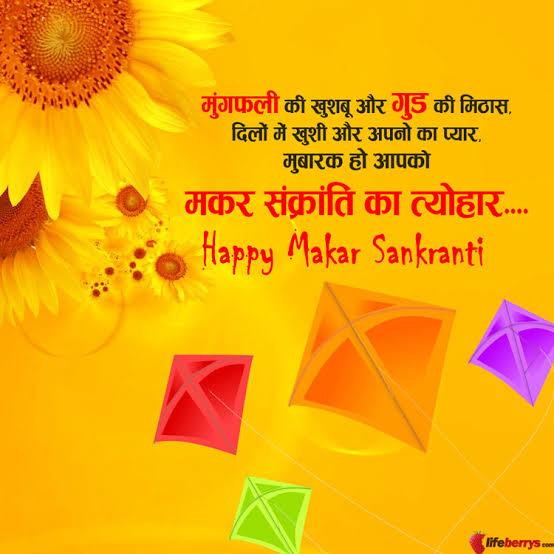 मुंगफली की खुशबू और गुड की मिठास,
दिलों में खुशी और अपनो का प्यार,
मुबारक हो आपको
मकर संक्रांति का त्योहार....
Happy Makar Sankranti
lifeberrys.com